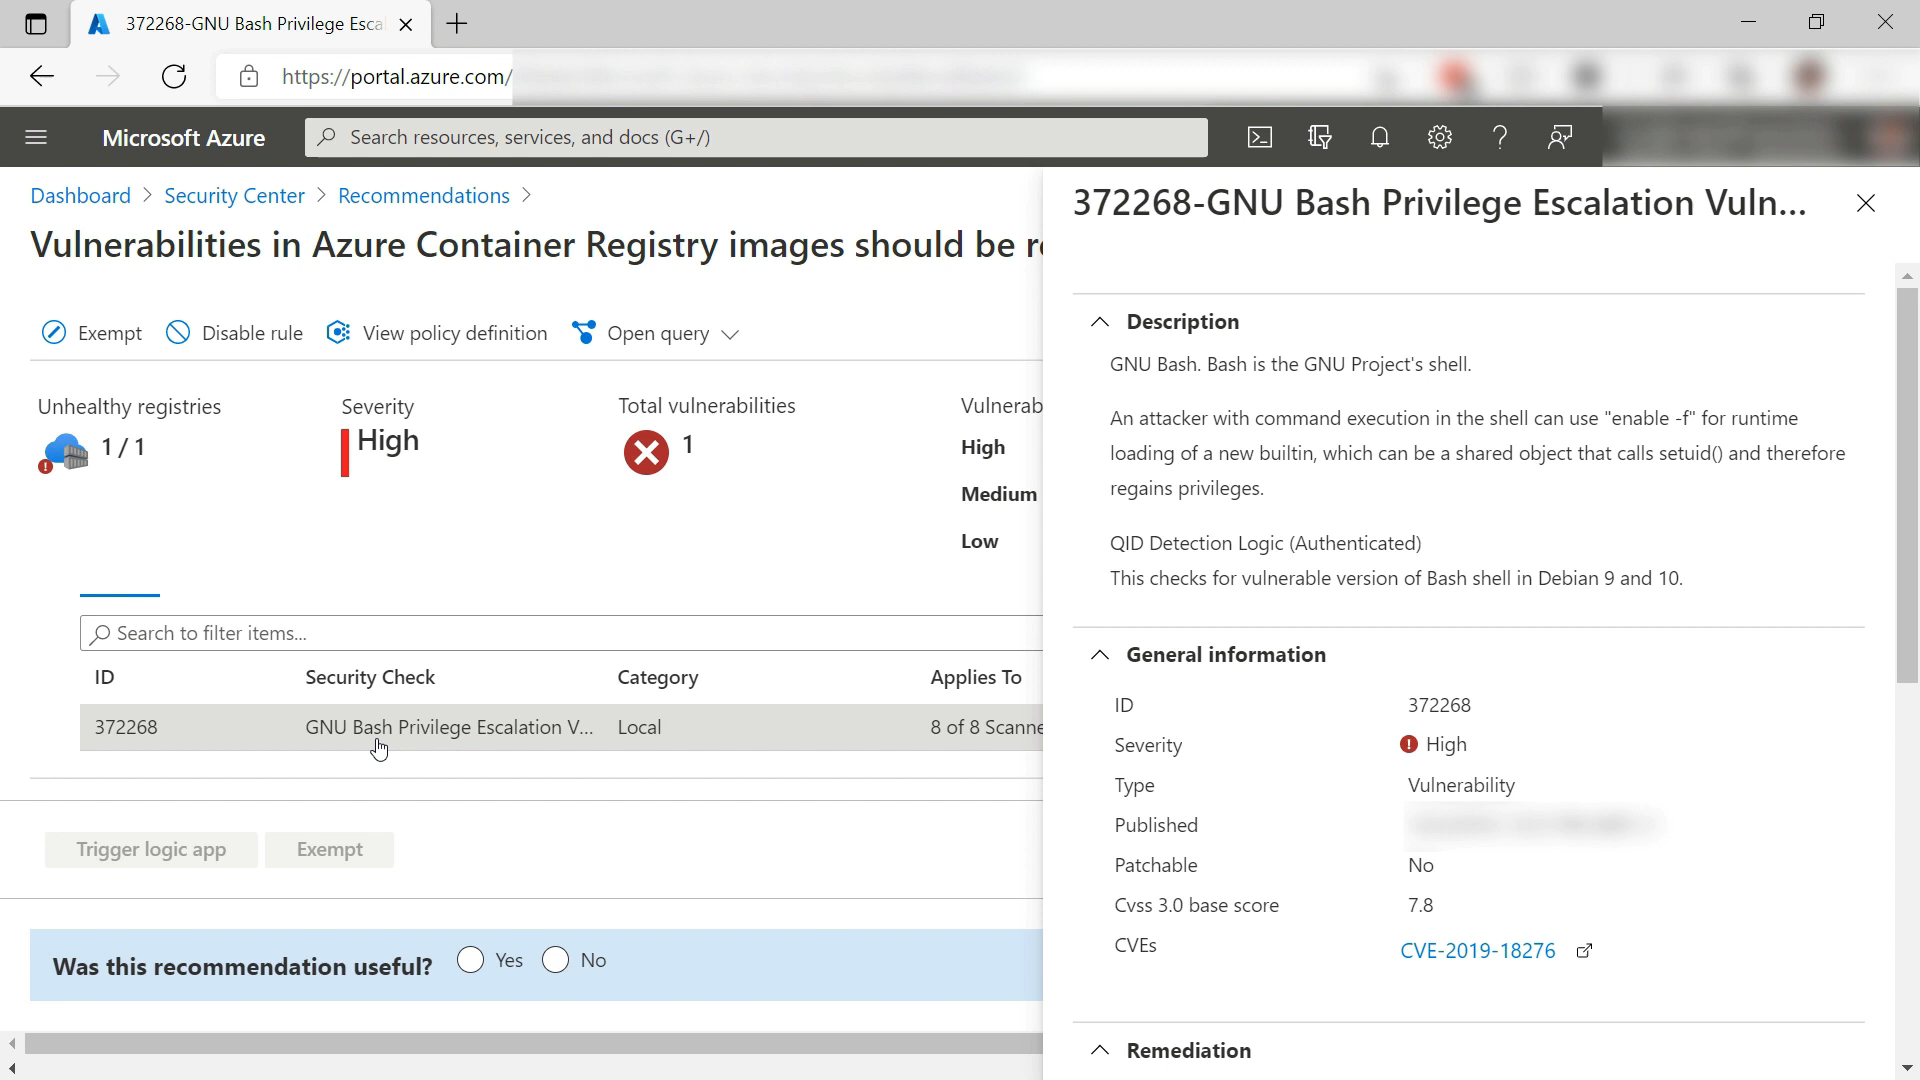 372268-GNU Bash Privilege Esca
https://portal.azure.com/
Microsoft Azure
Search resources, services, and docs (G+/)
Dashboard > Security Center > Recommendations >
Vulnerabilities in Azure Container Registry images should be r
Exempt
Disable rule
View policy definition
Open query
Unhealthy registries
1 / 1
Severity
High
Total vulnerabilities
1
Vulnerab
High
Medium
Low
Search to filter items...
ID Security Check Category Applies To
372268 GNU Bash Privilege Escalation V... Local 8 of 8 Scanne
Trigger logic app
Exempt
Was this recommendation useful? Yes No
372268-GNU Bash Privilege Escalation Vuln...
Description
GNU Bash. Bash is the GNU Project's shell.
An attacker with command execution in the shell can use "enable -f" for runtime
loading of a new builtin, which can be a shared object that calls setuid() and therefore
regains privileges.
QID Detection Logic (Authenticated)
This checks for vulnerable version of Bash shell in Debian 9 and 10.
General information
ID 372268
Severity High
Type Vulnerability
Published
Patchable No
Cvss 3.0 base score 7.8
CVEs CVE-2019-18276
Remediation